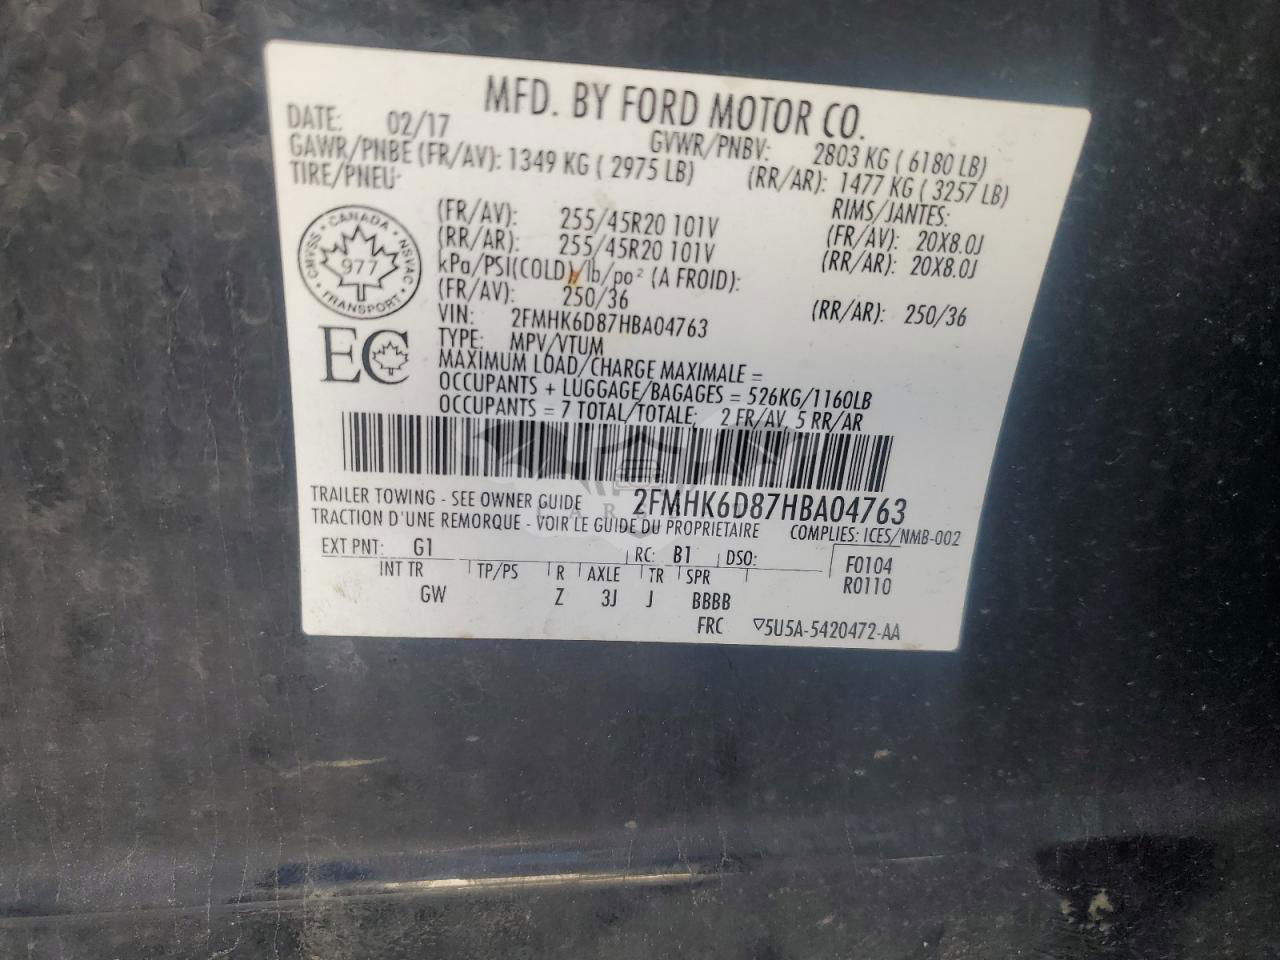 MFD. BY FORD MOTOR CO.
DATE: 02/17 GVWR/PNBV: 2803 KG ( 6180 LB)
GAWR/PNBE (FR/AV): 1349 KG ( 2975 LB) (RR/AR): 1477 KG ( 3257 LB)
TIRE/PNEU RIMS/JANTES:
(FR/AV): 255/45R20 101V (FR/AV): 20X8.0J
(RR/AR): 255/45R20 101V (RR/AR): 20X8.0J
kPa/PSI(COLD)/lb/po² (A FROID):
(FR/AV): 250/36 (RR/AR): 250/36
CANADA
CMVSS NSVAC
977
TRANSPORT
EC
VIN: 2FMHK6D87HBA04763
TYPE: MPV/VTUM
MAXIMUM LOAD/CHARGE MAXIMALE =
OCCUPANTS + LUGGAGE/BAGAGES = 526KG/1160LB
OCCUPANTS = 7 TOTAL/TOTALE: 2 FR/AV, 5 RR/AR
TRAILER TOWING - SEE OWNER GUIDE 2FMHK6D87HBA04763
TRACTION D'UNE REMORQUE - VOIR LE GUIDE DU PROPRIETAIRE COMPLIES: ICES/NMB-002
EXT PNT: G1 RC: B1 DSO: F0104
INT TR TP/PS R AXLE TR SPR R0110
GW Z 3J J BBBB
FRC ▽5U5A-5420472-AA